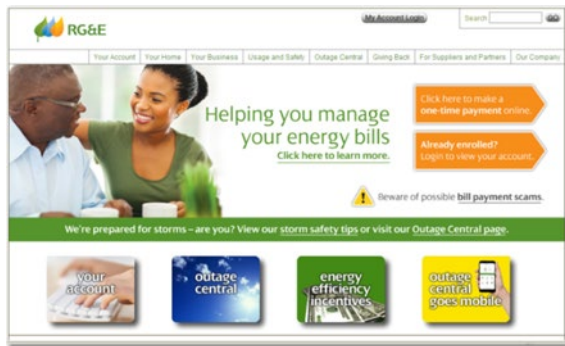 My Account Login
Search
GO
RG&E
Your Account
Your Home
Your Business
Usage and Safety
Outage Central
Giving Back
For Suppliers and Partners
Our Company
Helping you manage
your energy bills
Click here to learn more.
Click here to make a
one-time payment online.
Already enrolled?
Login to view your account.
Beware of possible bill payment scams.
We're prepared for storms – are you? View our storm safety tips or visit our Outage Central page.
your
account
outage
central
energy
efficiency
incentives
outage
central
goes mobile